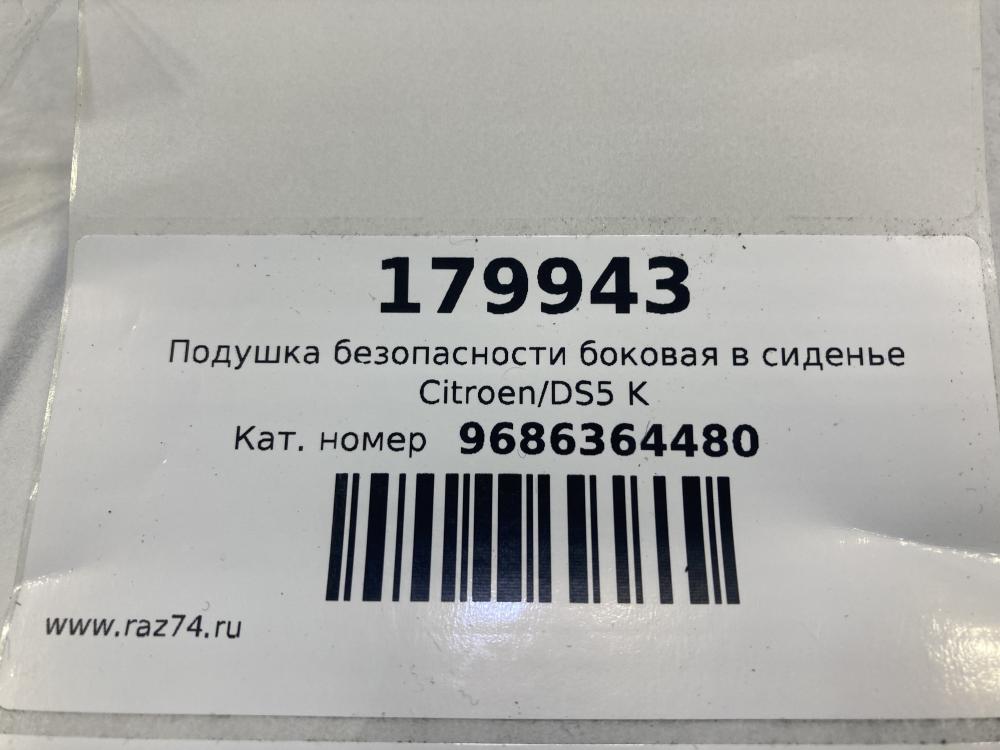 179943
Подушка безопасности боковая в сиденье
Citroen/DS5 K
Кат. номер 9686364480
www.raz74.ru